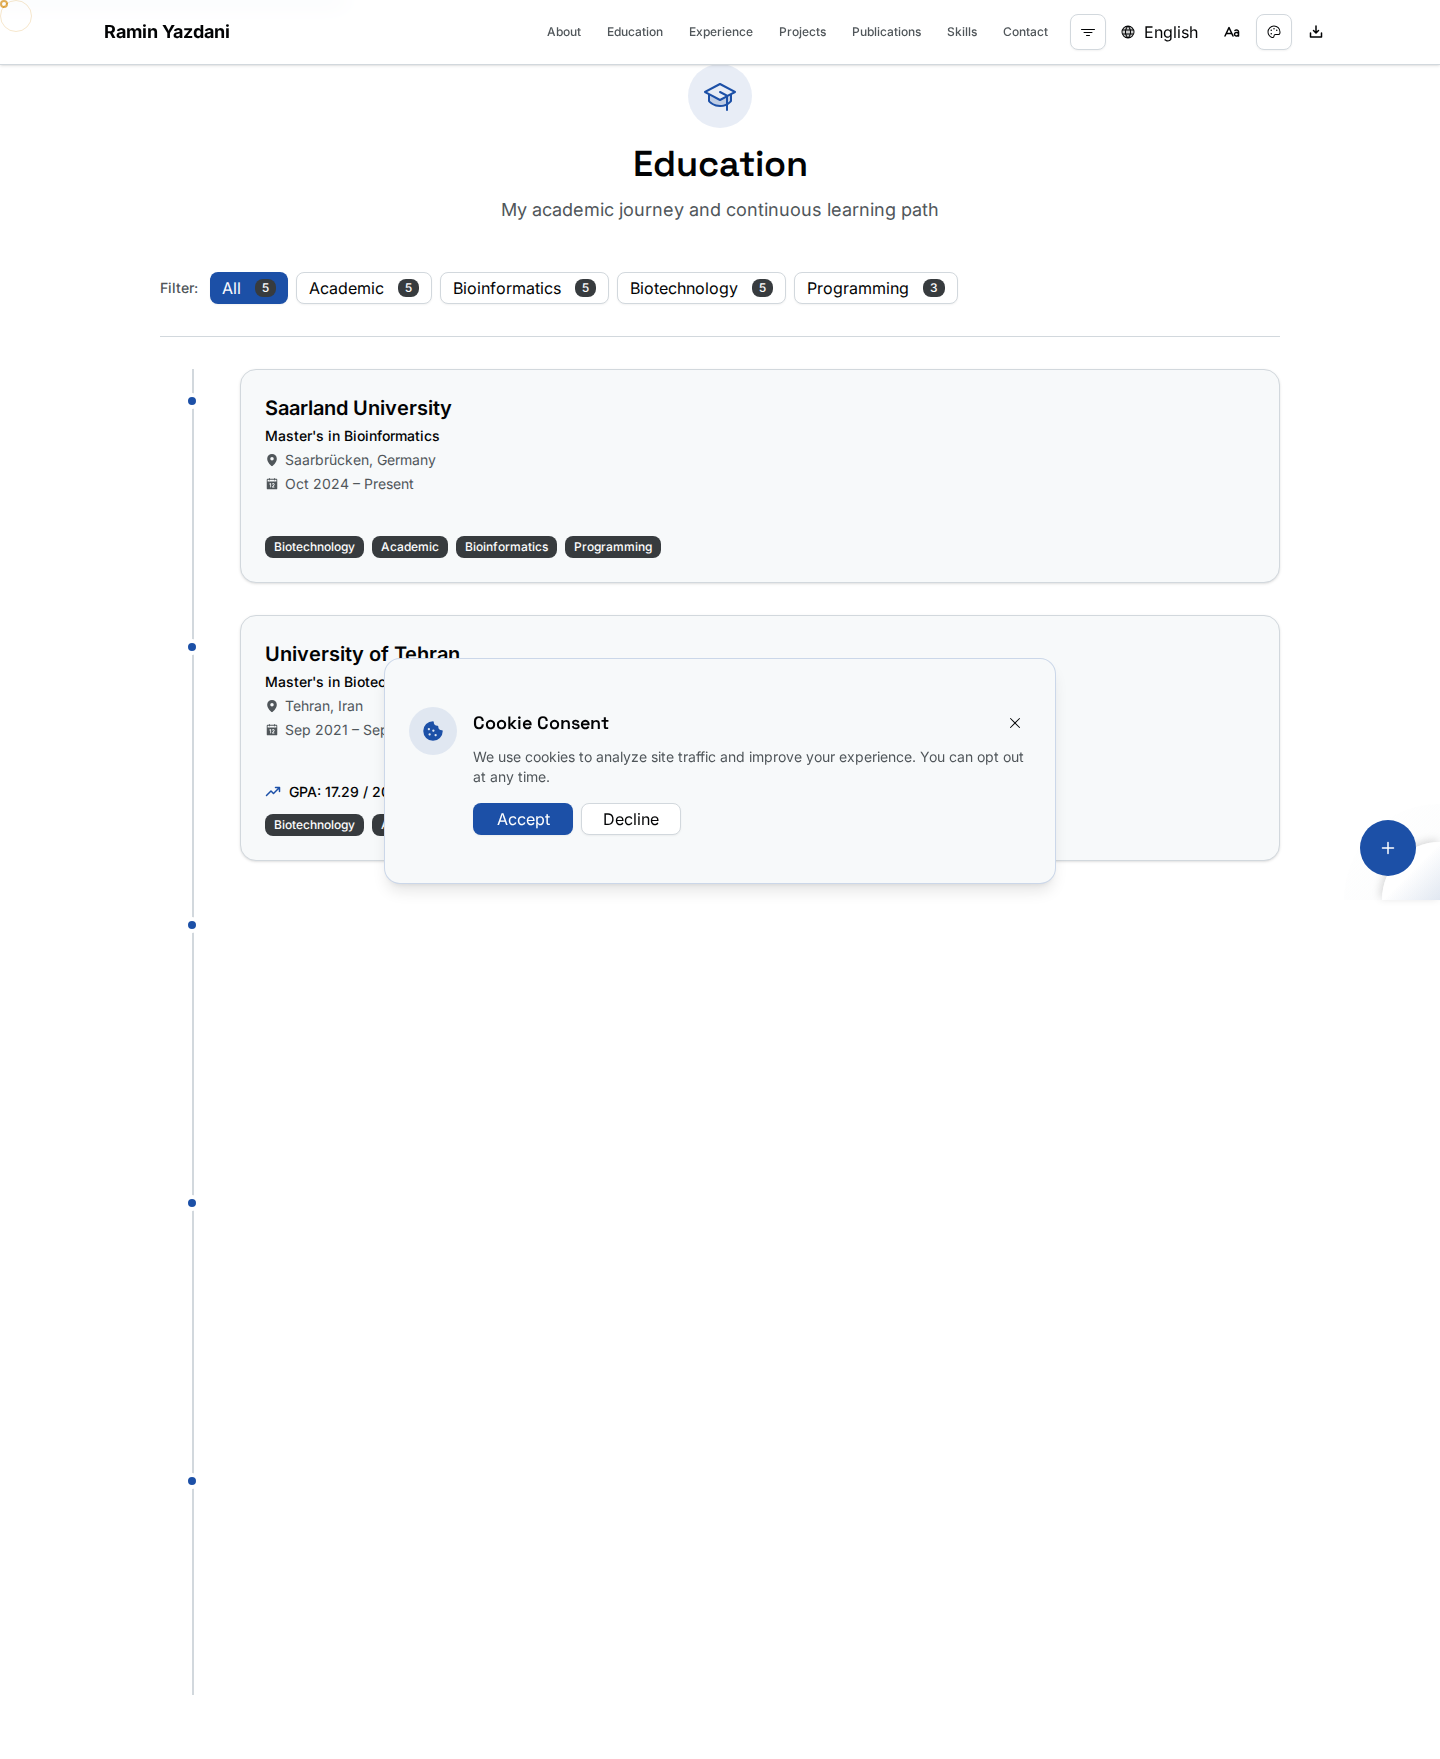 Ramin Yazdani
About Education Experience Projects Publications Skills Contact English Aa
Education
My academic journey and continuous learning path
Filter: All 5 Academic 5 Bioinformatics 5 Biotechnology 5 Programming 3
Saarland University
Master's in Bioinformatics
Saarbrücken, Germany
Oct 2024 – Present
Biotechnology Academic Bioinformatics Programming
University of Tehran
Master's in
Tehran, Iran
Sep 2021 –
GPA: 17.29 /
Biotechnology
Cookie Consent
We use cookies to analyze site traffic and improve your experience. You can opt out
at any time.
Accept Decline